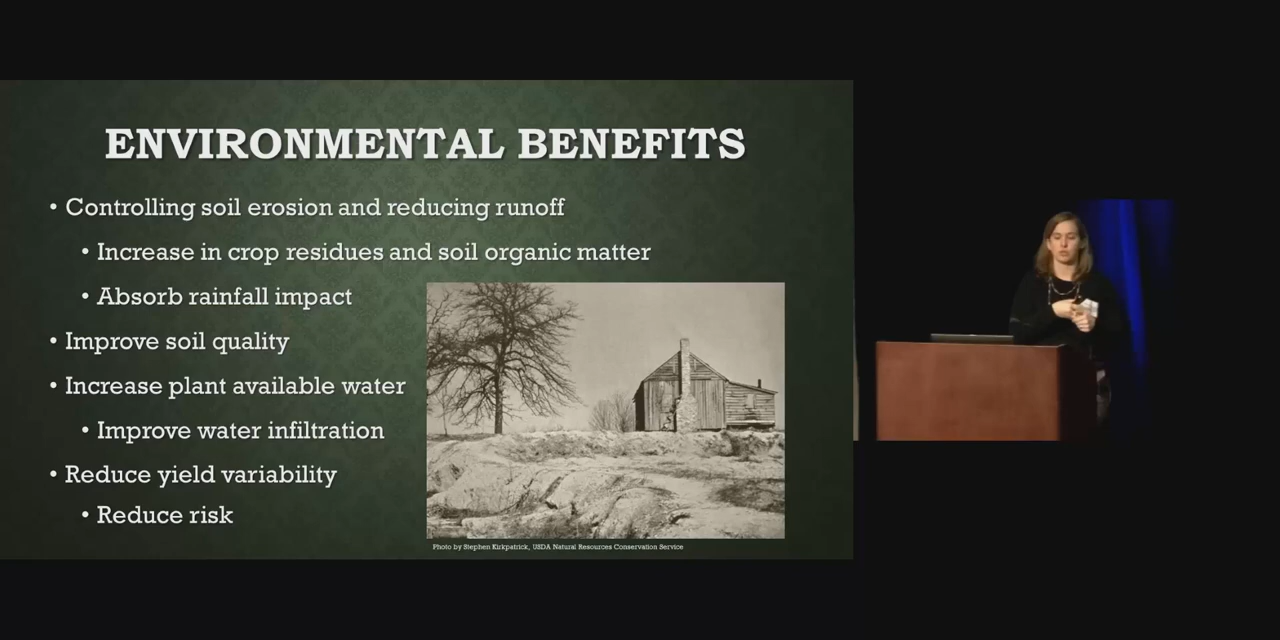 ENVIRONMENTAL BENEFITS
• Controlling soil erosion and reducing runoff
• Increase in crop residues and soil organic matter
• Absorb rainfall impact
• Improve soil quality
• Increase plant available water
• Improve water infiltration
• Reduce yield variability
• Reduce risk
Photo by Stephen Kirkpatrick, USDA Natural Resources Conservation Service